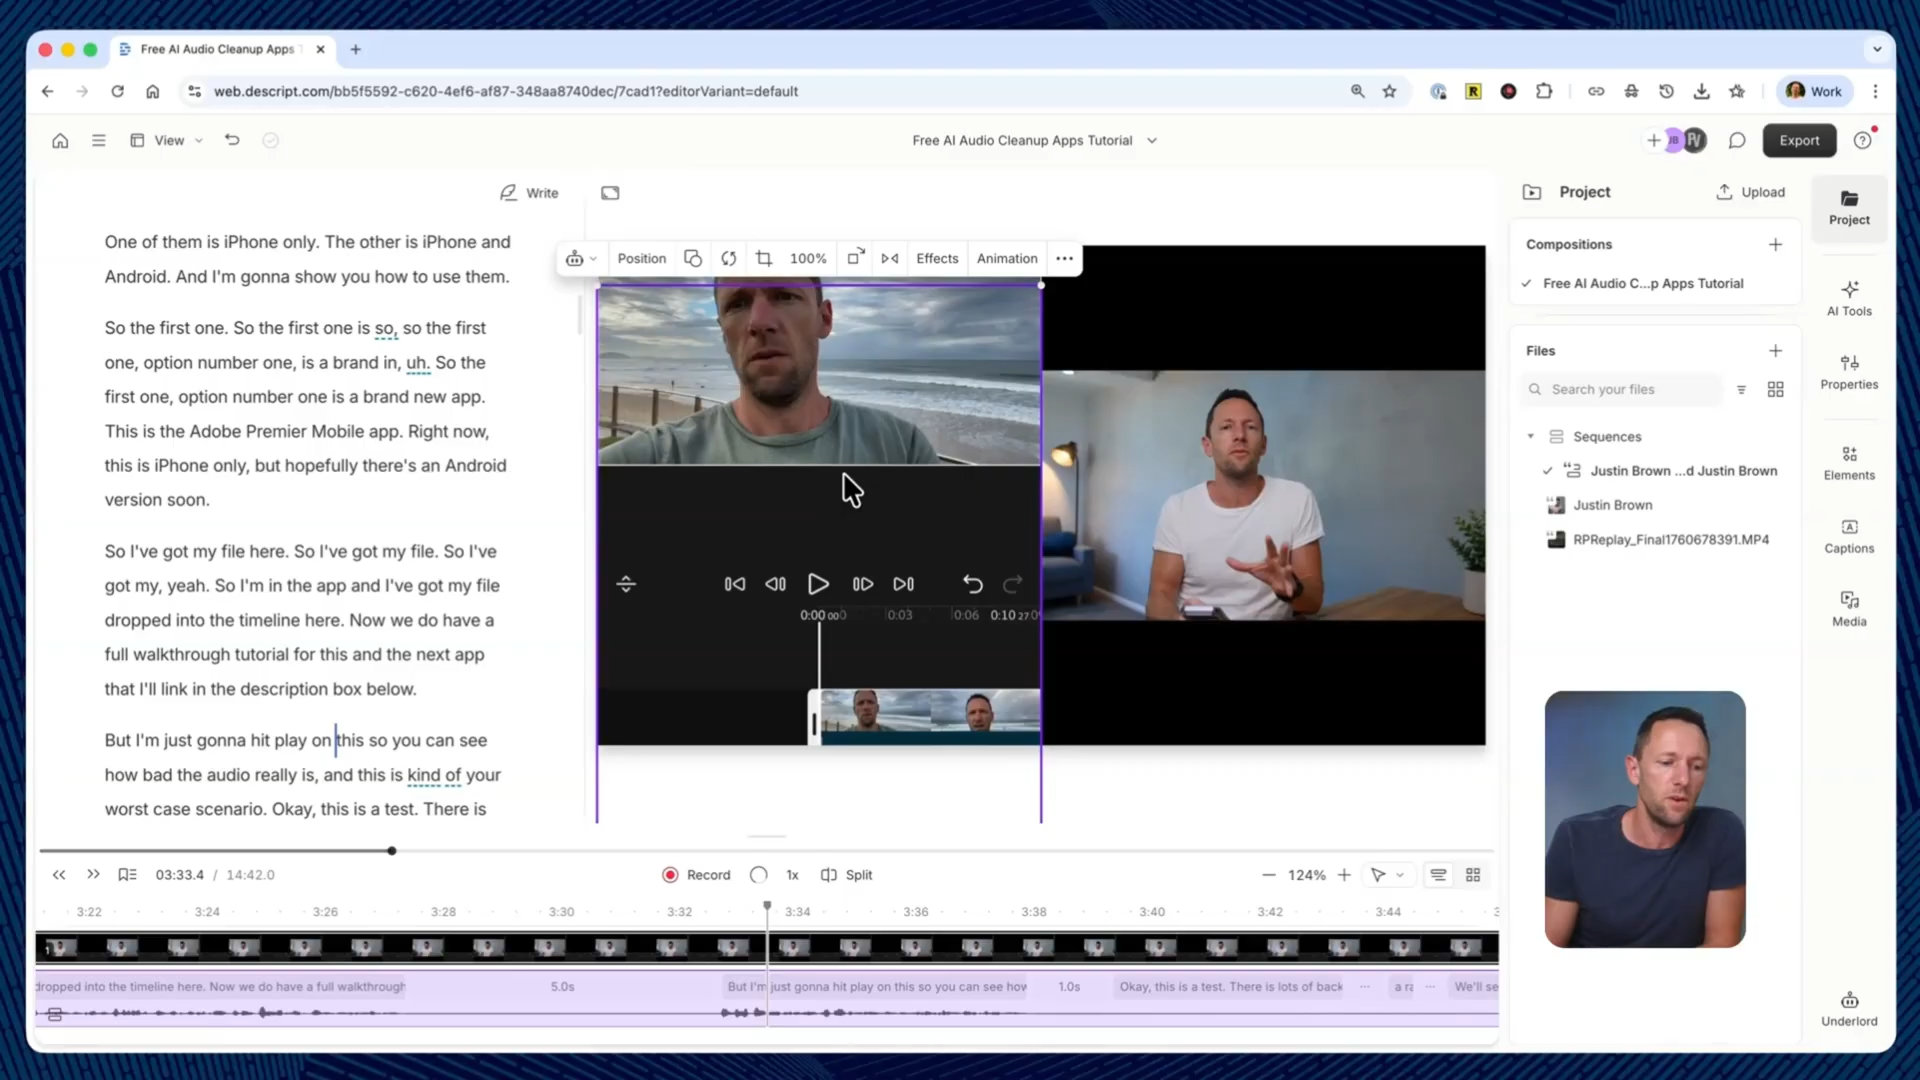 Free AI Audio Cleanup Apps
web.descript.com/bb5f5592-c620-4ef6-af87-348aa8740dec/7cad1?editorVariant=default
R
Work
View
Free AI Audio Cleanup Apps Tutorial
JB
Export
Write
Project
Upload
Project
One of them is iPhone only. The other is iPhone and
Android. And I'm gonna show you how to use them.
Position
100%
Effects
Animation
Compositions
Free AI Audio C...p Apps Tutorial
AI Tools
So the first one. So the first one is so, so the first
one, option number one, is a brand in, uh. So the
first one, option number one is a brand new app.
This is the Adobe Premier Mobile app. Right now,
this is iPhone only, but hopefully there's an Android
version soon.
Files
Search your files
Properties
Sequences
Justin Brown ...d Justin Brown
Justin Brown
RPReplay_Final1760678391.MP4
Elements
Captions
Media
So I've got my file here. So I've got my file. So I've
got my, yeah. So I'm in the app and I've got my file
dropped into the timeline here. Now we do have a
full walkthrough tutorial for this and the next app
that I'll link in the description box below.
0:00 00
0:03
0:06
0:10 27:0
But I'm just gonna hit play on this so you can see
how bad the audio really is, and this is kind of your
worst case scenario. Okay, this is a test. There is
03:33.4 / 14:42.0
Record
1x
Split
124%
3:22 3:24 3:26 3:28 3:30 3:32 3:34 3:36 3:38 3:40 3:42 3:44
1
dropped into the timeline here. Now we do have a full walkthrough
5.0s
But I'm just gonna hit play on this so you can see how
1.0s
Okay, this is a test. There is lots of back
...
a ra
...
We'll se
Underlord